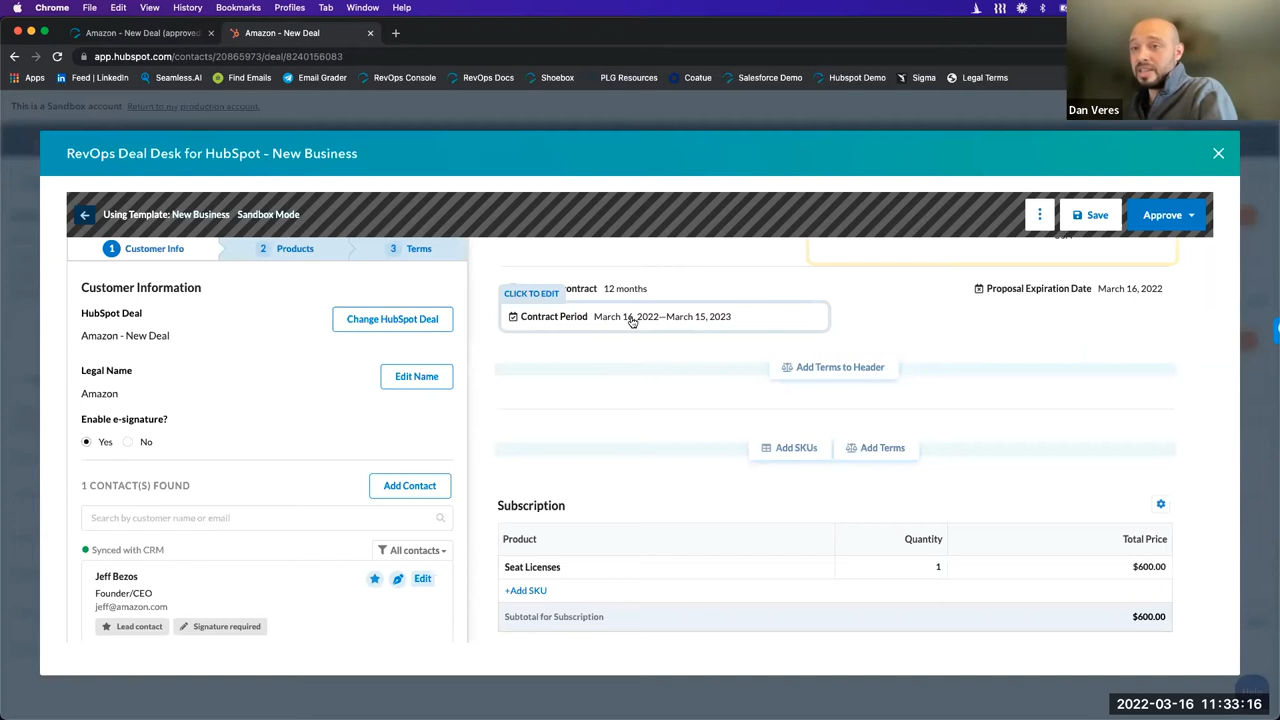 Chrome File Edit View History Bookmarks Profiles Tab Window Help
Amazon - New Deal (approved
Amazon - New Deal
app.hubspot.com/contacts/20865973/deal/8240156083
Apps
Feed | LinkedIn
Seamless.AI
Find Emails
Email Grader
RevOps Console
RevOps Docs
Shoebox
PLG Resources
Coatue
Salesforce Demo
Hubspot Demo
Sigma
Legal Terms
Dan Veres
This is a Sandbox account Return to my production account.
RevOps Deal Desk for HubSpot - New Business
Using Template: New Business Sandbox Mode
Save
Approve
1 Customer Info
2 Products
3 Terms
Customer Information
HubSpot Deal
Amazon - New Deal
Change HubSpot Deal
Legal Name
Amazon
Edit Name
Enable e-signature?
Yes No
1 CONTACT(S) FOUND
Add Contact
Search by customer name or email
Synced with CRM
All contacts
Jeff Bezos
Founder/CEO
jeff@amazon.com
Edit
Lead contact
Signature required
12 months
Proposal Expiration Date March 16, 2022
CLICK TO EDIT
Contract Period March 16, 2022—March 15, 2023
Add Terms to Header
Add SKUs
Add Terms
Subscription
Product Quantity Total Price
Seat Licenses 1 $600.00
+Add SKU
Subtotal for Subscription $600.00
Help
2022-03-16 11:33:16